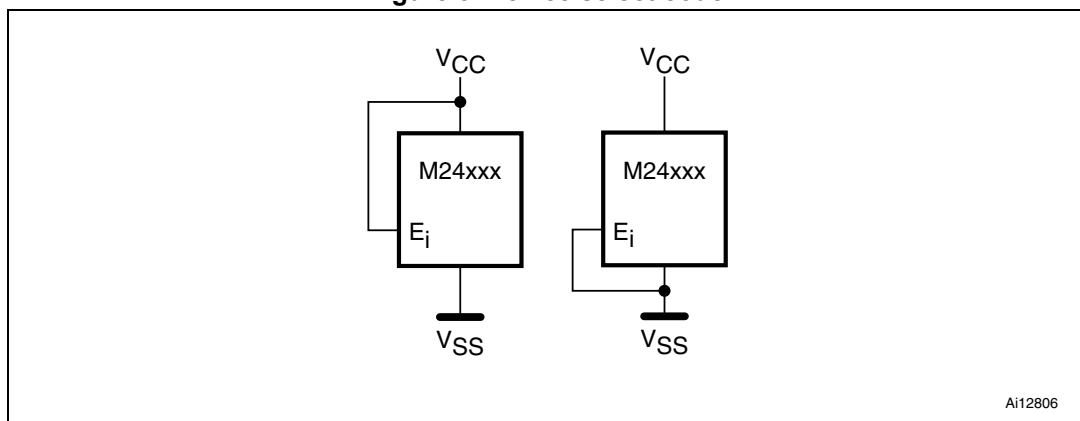 VCC VCC
M24xxx M24xxx
Ei Ei
VSS VSS
Ai12806